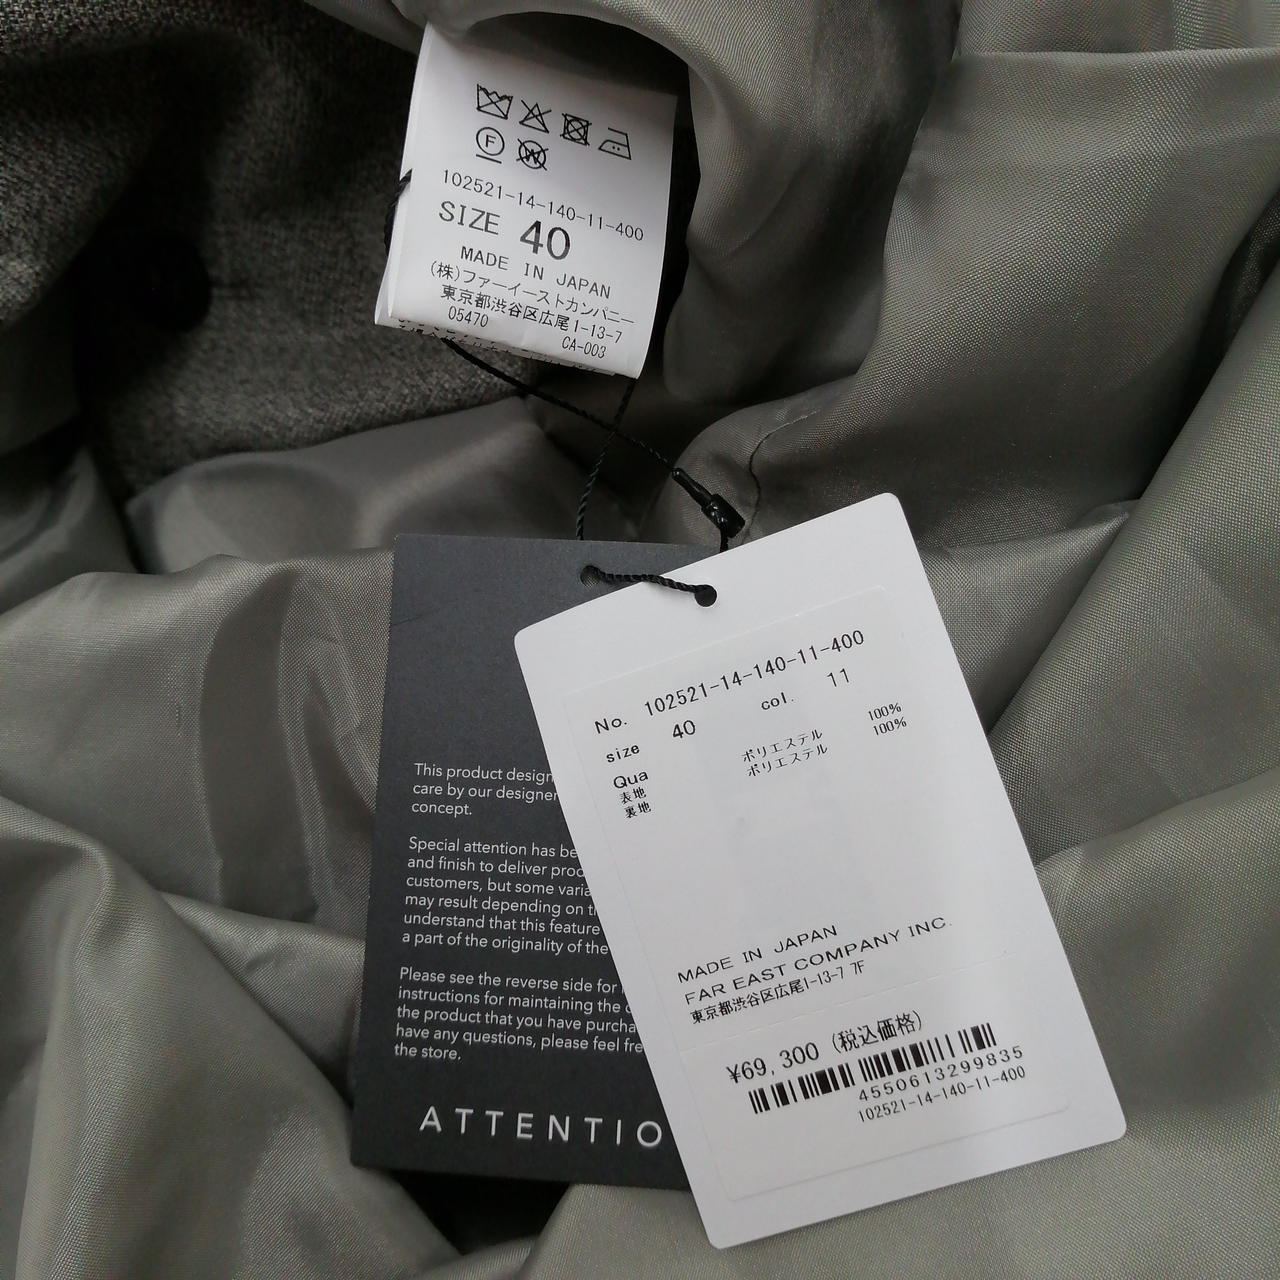 F
W
102521-14-140-11-400
SIZE 40
MADE IN JAPAN
(株)ファーイーストカンパニー
東京都渋谷区広尾1-13-7
05470 CA-003
This product design
care by our designer
concept.
Special attention has be
and finish to deliver prod
customers, but some varia
may result depending on th
understand that this feature
a part of the originality of the
Please see the reverse side for
instructions for maintaining the
the product that you have purcha
have any questions, please feel fre
the store.
ATTENTIO
No. 102521-14-140-11-400
size 40 col. 11
Qua
表地 ポリエステル 100%
裏地 ポリエステル 100%
MADE IN JAPAN
FAR EAST COMPANY INC.
東京都渋谷区広尾1-13-7 7F
¥69,300 (税込価格)
4550613299835
102521-14-140-11-400